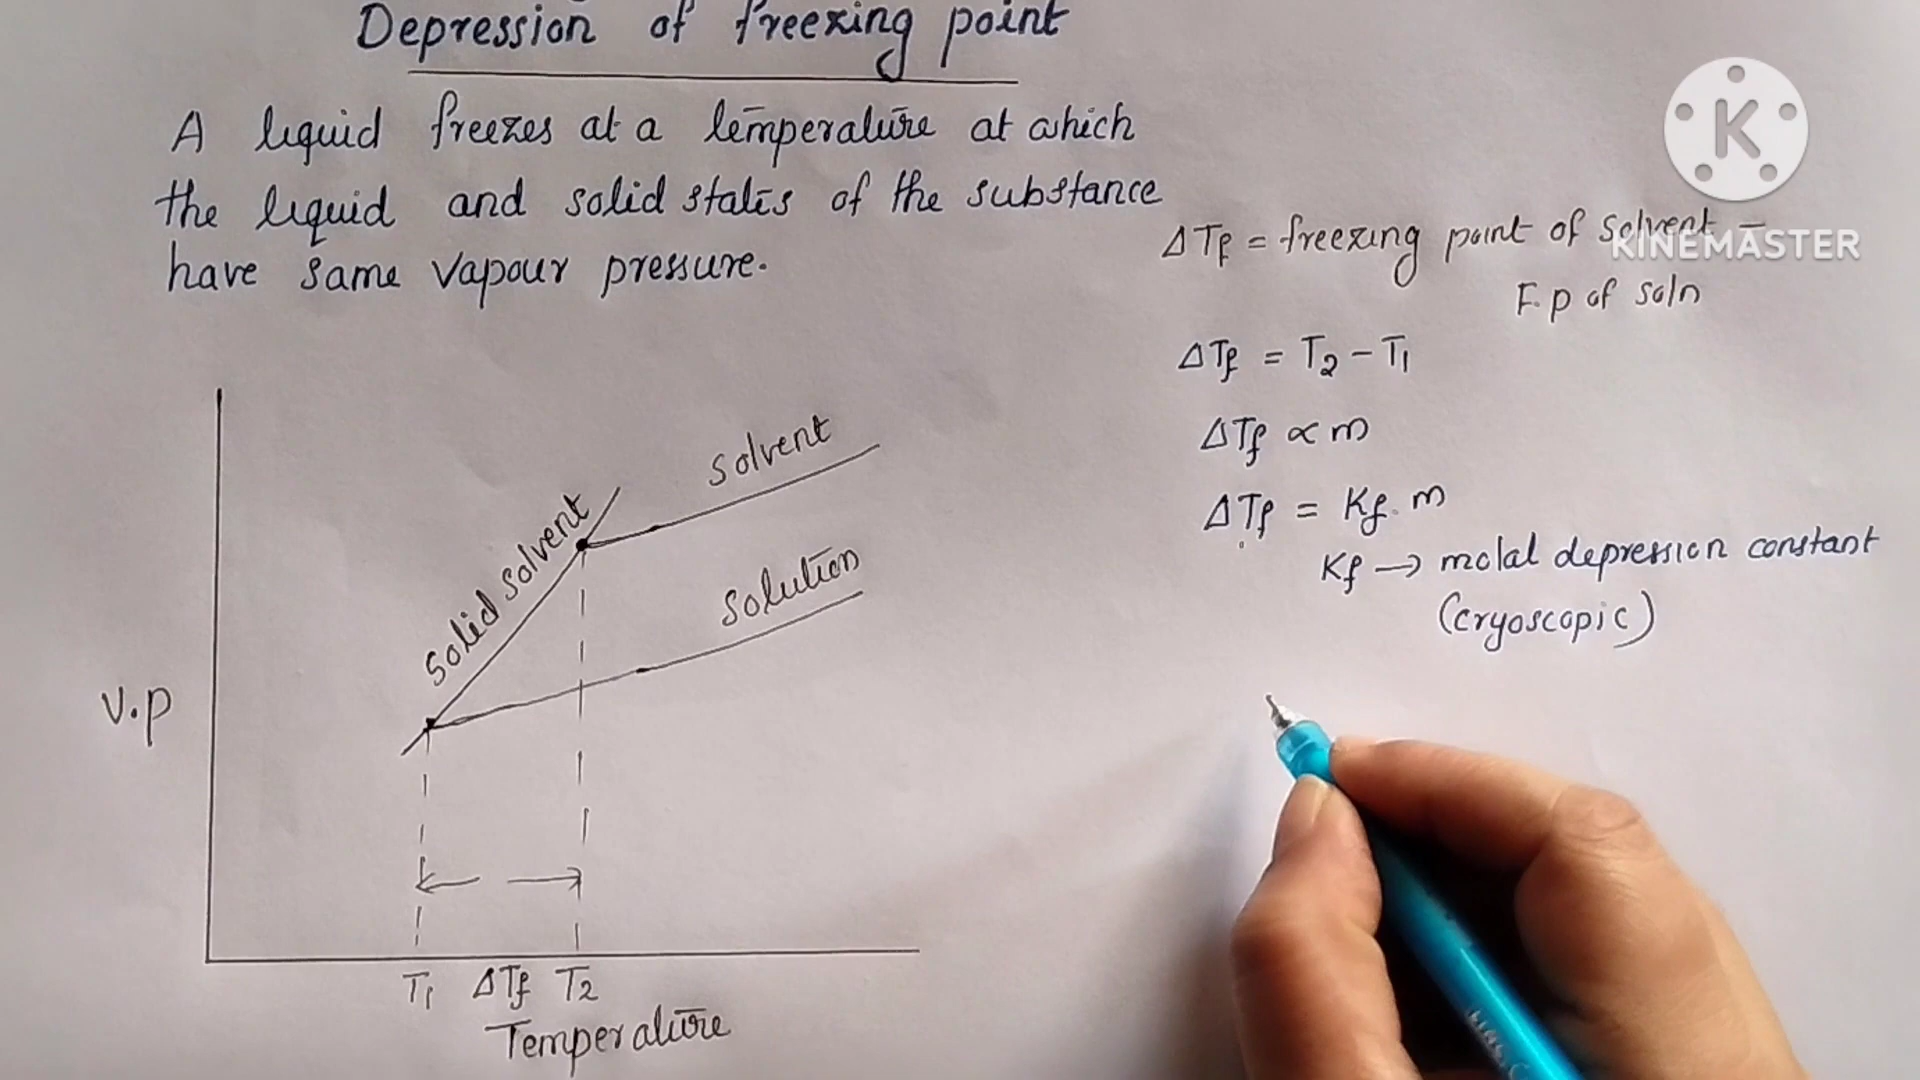 Depression of freezing point
A liquid freezes at a temperature at which
the liquid and solid states of the substance
have same vapour pressure.
K
KINEMASTER
ΔTf = freezing point of solvent –
F.p of soln
ΔTf = T2 – T1
ΔTf ∝ m
ΔTf = Kf. m
Kf → molal depression constant
(cryoscopic)
solvent
solid solvent
solution
V.p
T1 ΔTf T2
Temperature